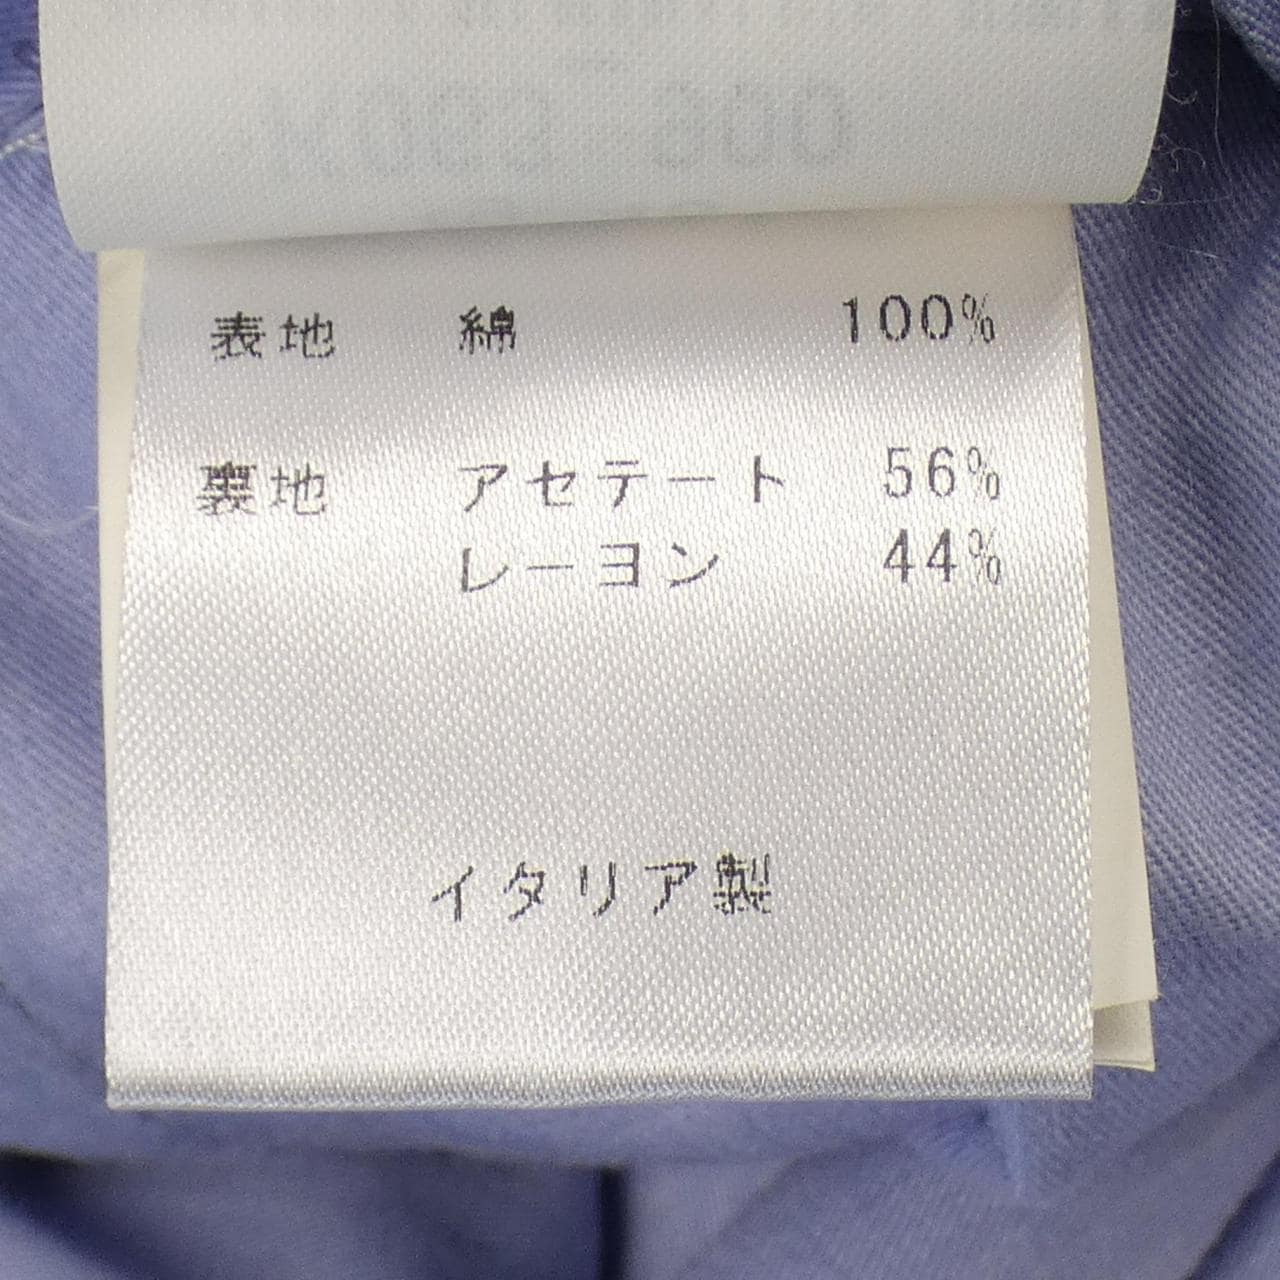 表地 綿 100%
裏地 アセテート 56%
レーヨン 44%
イタリア製